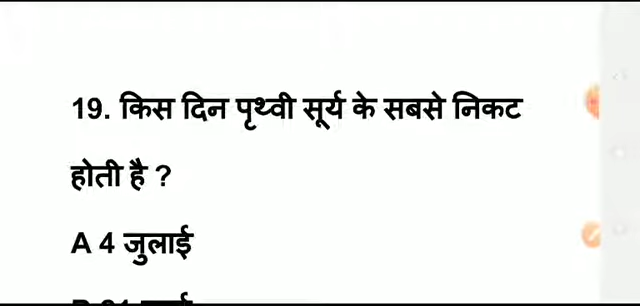 19. किस दिन पृथ्वी सूर्य के सबसे निकट
होती है ?
A 4 जुलाई